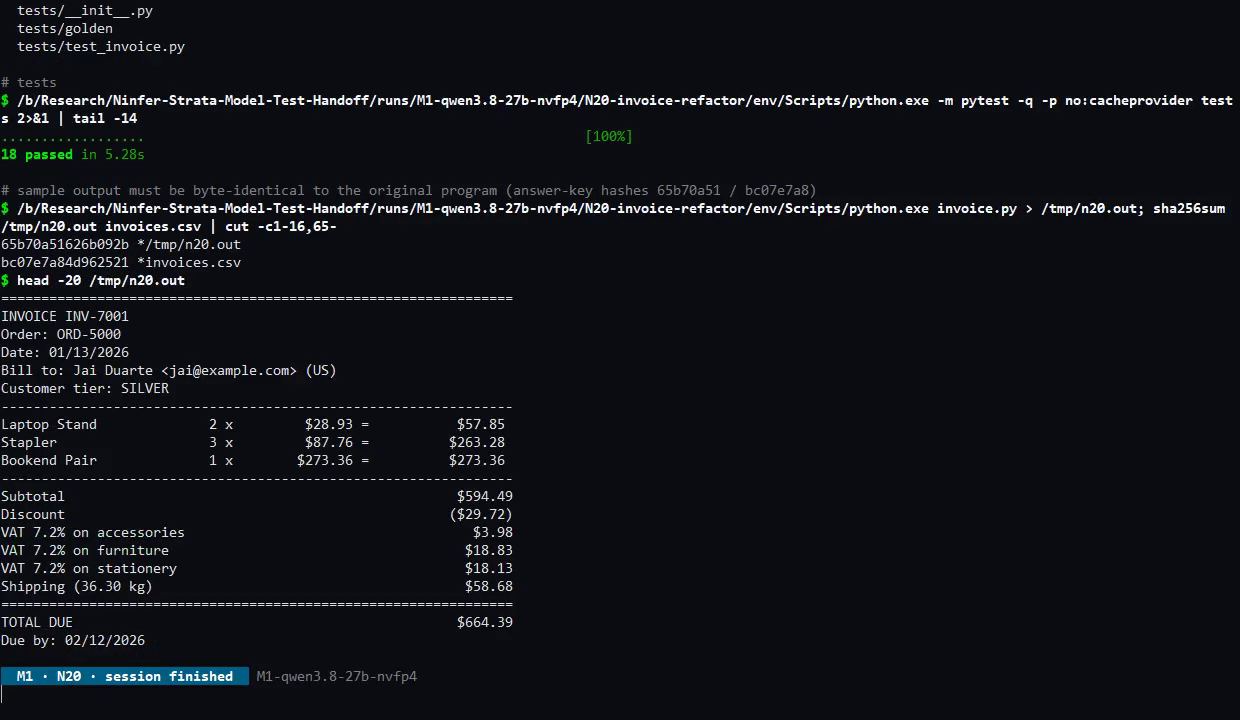 tests/__init__.py
tests/golden
tests/test_invoice.py
# tests
$ /b/Research/Ninfer-Strata-Model-Test-Handoff/runs/M1-qwen3.8-27b-nvfp4/N20-invoice-refactor/env/Scripts/python.exe -m pytest -q -p no:cacheprovider test
s 2>&1 | tail -14
.................. [100%]
18 passed in 5.28s
# sample output must be byte-identical to the original program (answer-key hashes 65b70a51 / bc07e7a8)
$ /b/Research/Ninfer-Strata-Model-Test-Handoff/runs/M1-qwen3.8-27b-nvfp4/N20-invoice-refactor/env/Scripts/python.exe invoice.py > /tmp/n20.out; sha256sum
/tmp/n20.out invoices.csv | cut -c1-16,65-
65b70a51626b092b */tmp/n20.out
bc07e7a84d962521 *invoices.csv
$ head -20 /tmp/n20.out
================================================================
INVOICE INV-7001
Order: ORD-5000
Date: 01/13/2026
Bill to: Jai Duarte <jai@example.com> (US)
Customer tier: SILVER
----------------------------------------------------------------
Laptop Stand              2 x         $28.93 =           $57.85
Stapler                   3 x         $87.76 =          $263.28
Bookend Pair              1 x        $273.36 =          $273.36
----------------------------------------------------------------
Subtotal                                                 $594.49
Discount                                                ($29.72)
VAT 7.2% on accessories                                    $3.98
VAT 7.2% on furniture                                     $18.83
VAT 7.2% on stationery                                    $18.13
Shipping (36.30 kg)                                       $58.68
================================================================
TOTAL DUE                                                $664.39
Due by: 02/12/2026
M1 · N20 · session finished M1-qwen3.8-27b-nvfp4